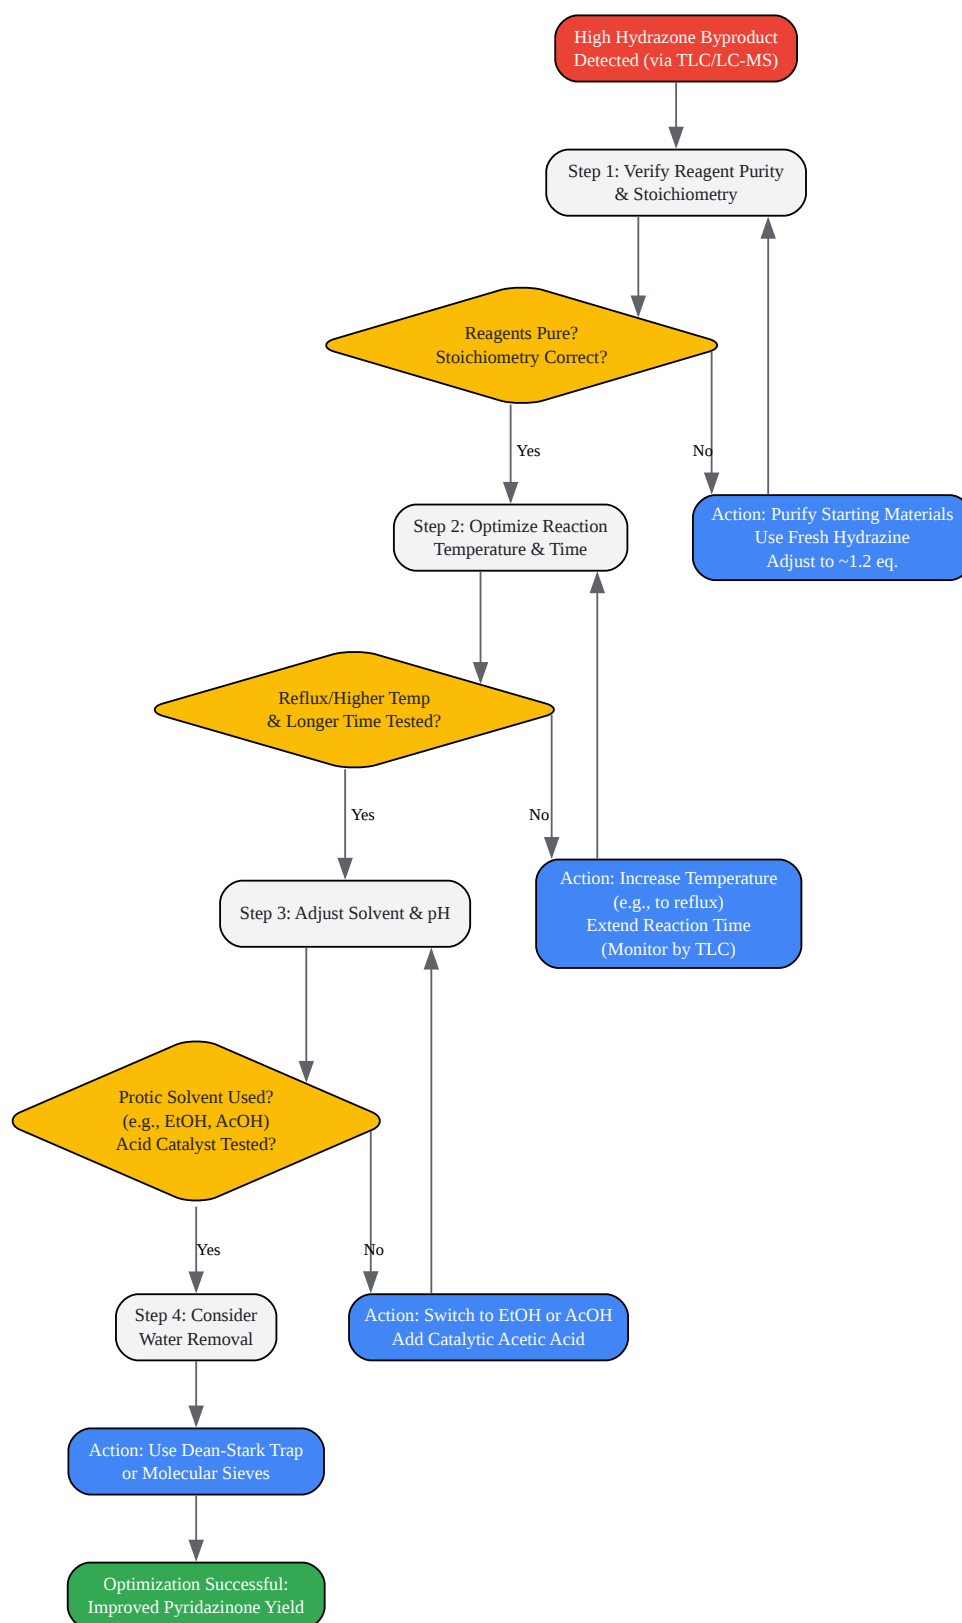 High Hydrazone Byproduct
Detected (via TLC/LC-MS)
Step 1: Verify Reagent Purity
& Stoichiometry
Reagents Pure?
Stoichiometry Correct?
Yes
No
Step 2: Optimize Reaction
Temperature & Time
Action: Purify Starting Materials
Use Fresh Hydrazine
Adjust to ~1.2 eq.
Reflux/Higher Temp
& Longer Time Tested?
Yes
No
Step 3: Adjust Solvent & pH
Action: Increase Temperature
(e.g., to reflux)
Extend Reaction Time
(Monitor by TLC)
Protic Solvent Used?
(e.g., EtOH, AcOH)
Acid Catalyst Tested?
Yes
No
Step 4: Consider
Water Removal
Action: Switch to EtOH or AcOH
Add Catalytic Acetic Acid
Action: Use Dean-Stark Trap
or Molecular Sieves
Optimization Successful:
Improved Pyridazinone Yield